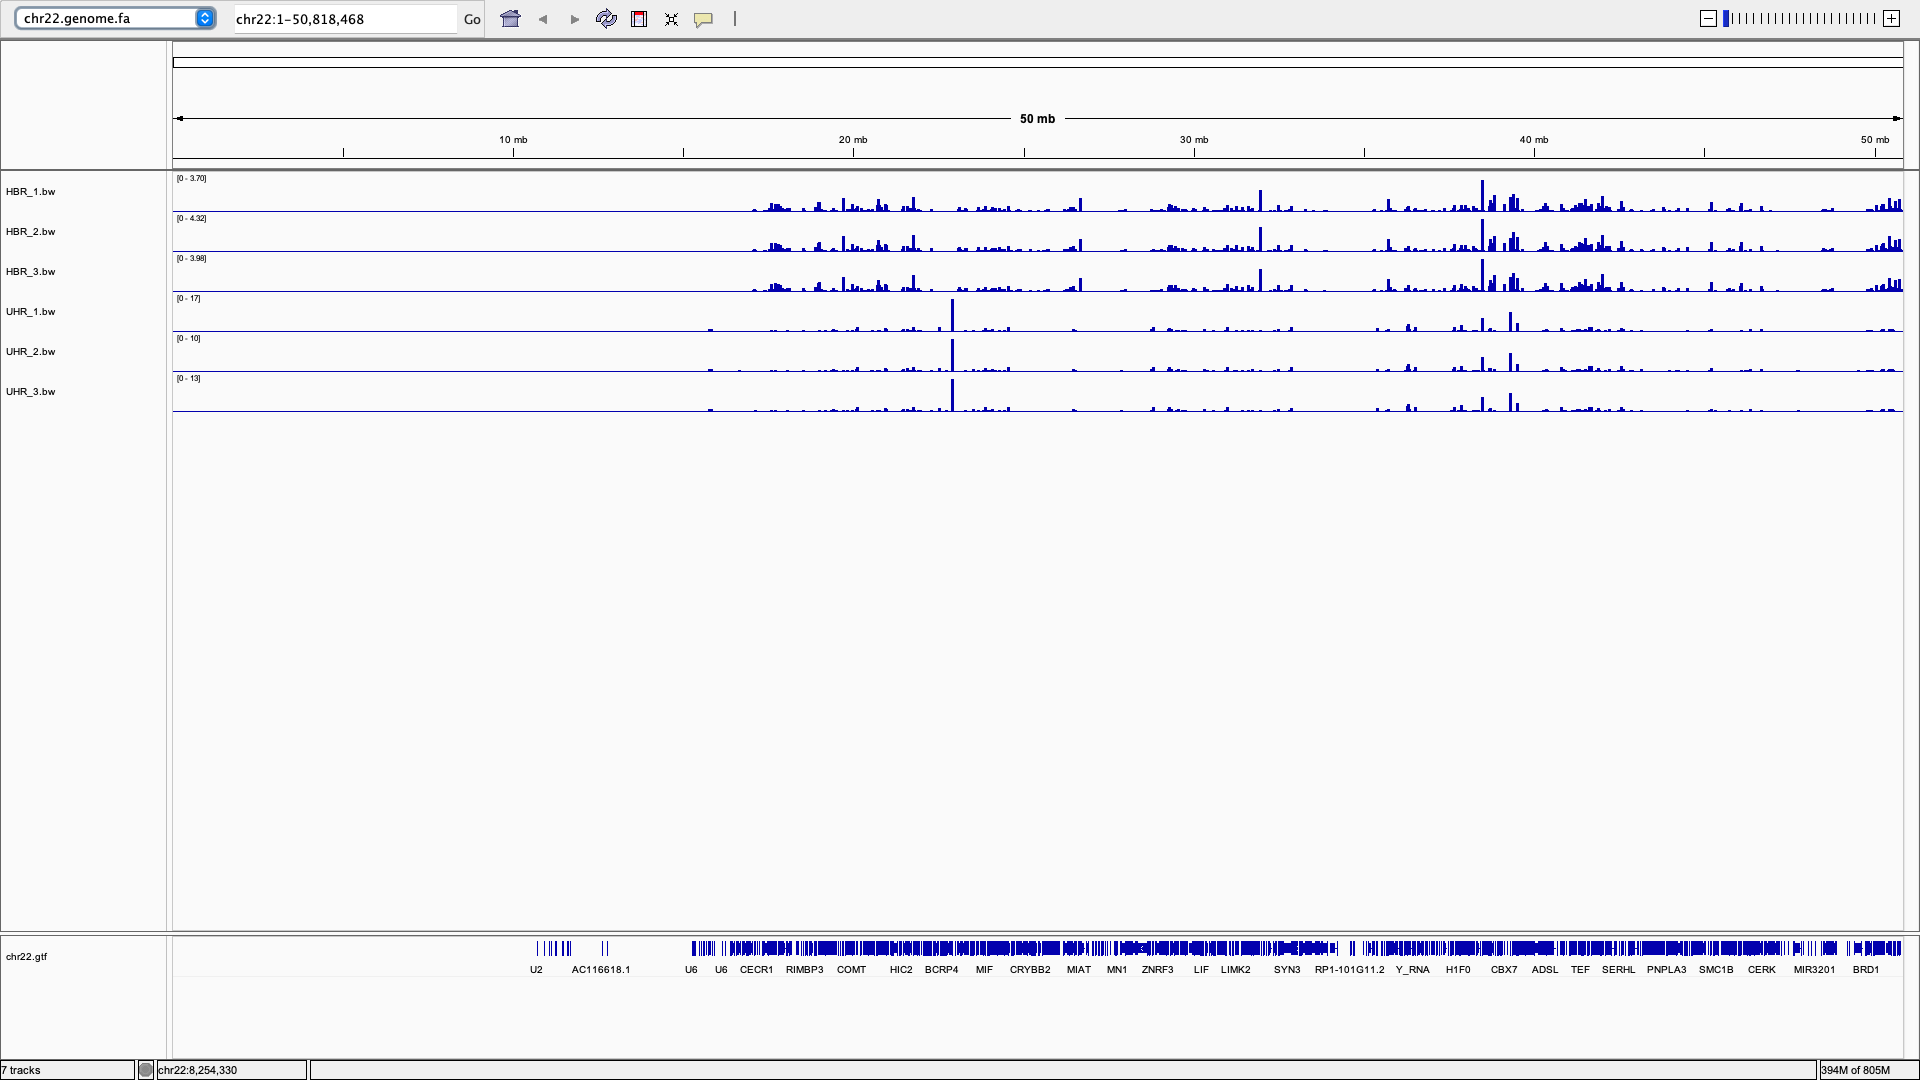 chr22.genome.fa
chr22:1-50,818,468
Go
50 mb
10 mb 20 mb 30 mb 40 mb 50 mb
HBR_1.bw [0 - 3.70]
HBR_2.bw [0 - 4.32]
HBR_3.bw [0 - 3.98]
UHR_1.bw [0 - 17]
UHR_2.bw [0 - 10]
UHR_3.bw [0 - 13]
chr22.gtf
U2 AC116618.1 U6 U6 CECR1 RIMBP3 COMT HIC2 BCRP4 MIF CRYBB2 MIAT MN1 ZNRF3 LIF LIMK2 SYN3 RP1-101G11.2 Y_RNA H1F0 CBX7 ADSL TEF SERHL PNPLA3 SMC1B CERK MIR3201 BRD1
7 tracks
chr22:8,254,330
394M of 805M